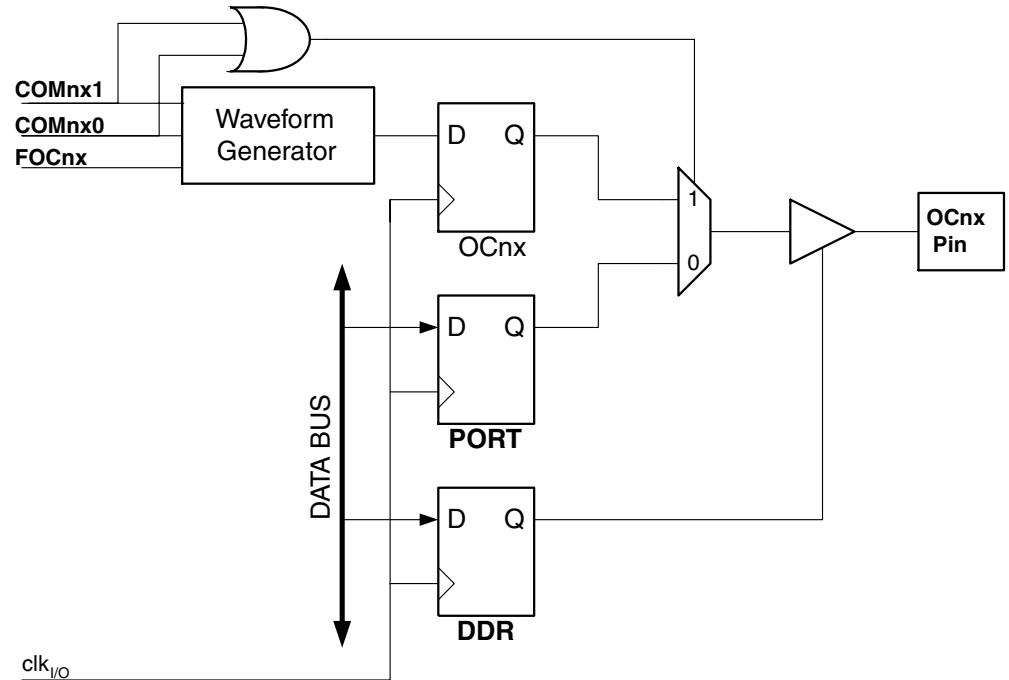 COMnx1
COMnx0
FOCnx
Waveform
Generator
D Q
OCnx
1
0
OCnx
Pin
D Q
PORT
DATA BUS
D Q
DDR
clkI/O